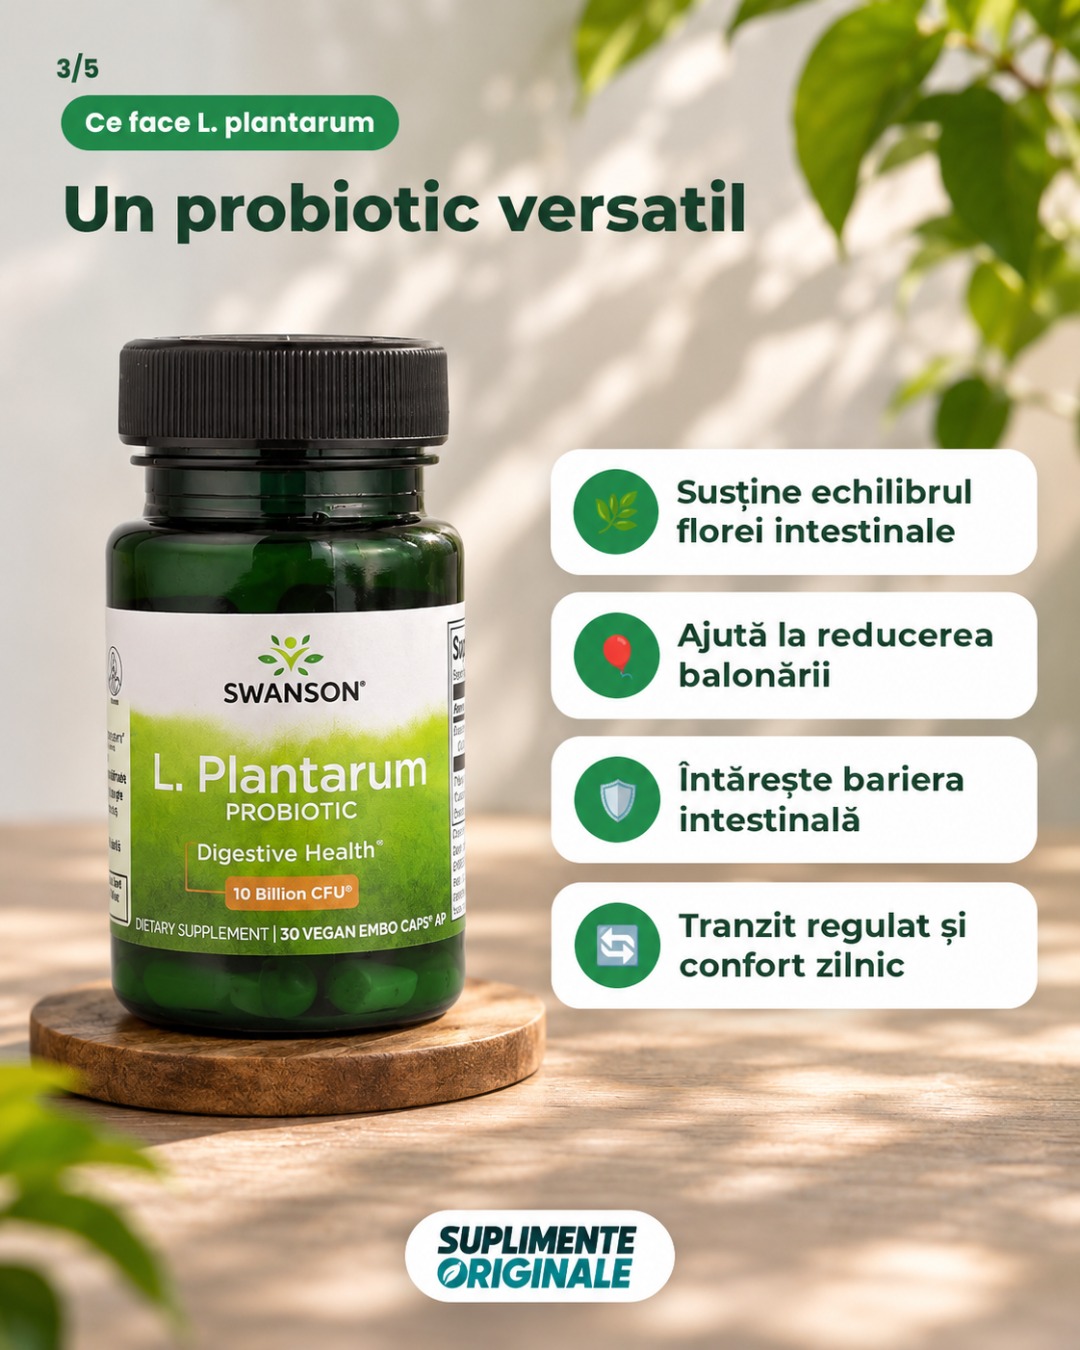 3/5
Ce face L. plantarum
Un probiotic versatil
SWANSON®
L. Plantarum
PROBIOTIC
Digestive Health®
10 Billion CFU®
DIETARY SUPPLEMENT | 30 VEGAN EMBO CAPS® AP
Susține echilibrul
florei intestinale
Ajută la reducerea
balonării
Întărește bariera
intestinală
Tranzit regulat și
confort zilnic
SUPLIMENTE
ORIGINALE